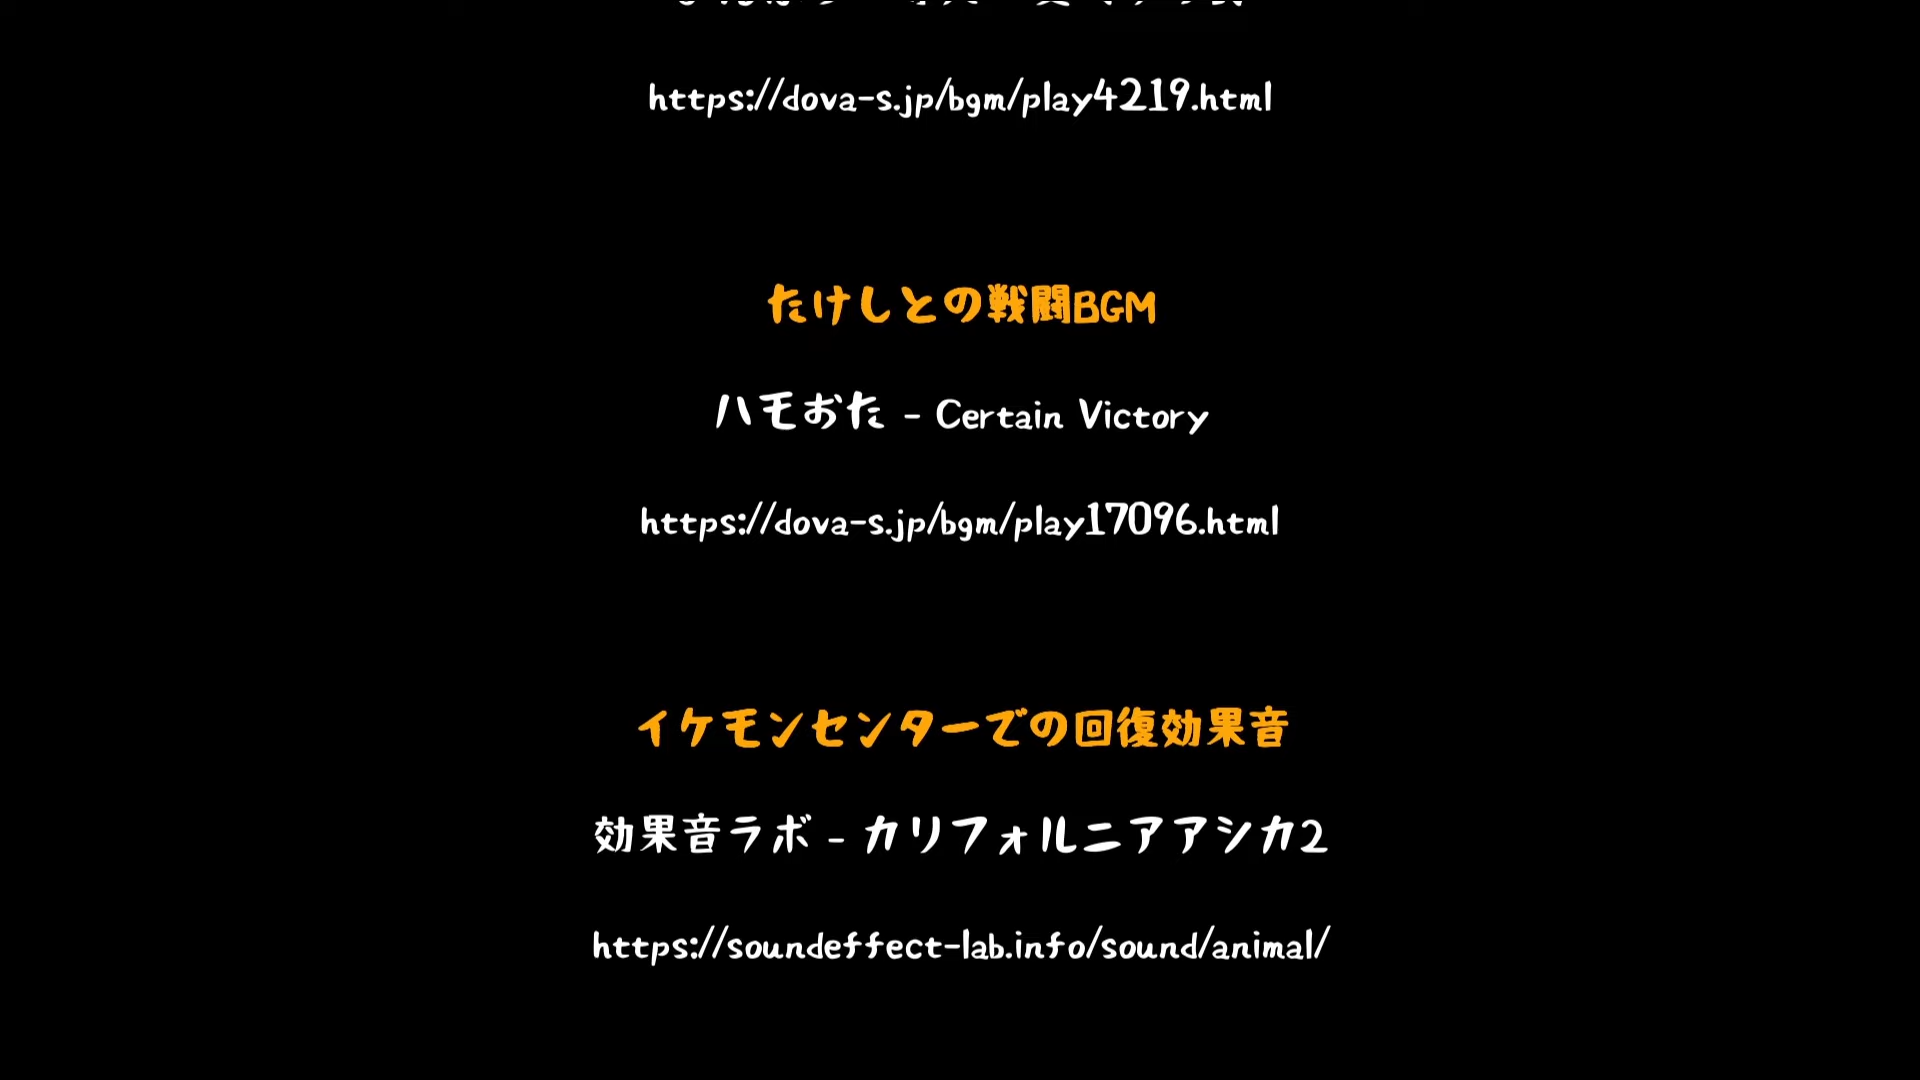 https://dova-s.jp/bgm/play4219.html
たけしとの戦闘BGM
ハモおた - Certain Victory
https://dova-s.jp/bgm/play17096.html
イケモンセンターでの回復効果音
効果音ラボ - カリフォルニアアシカ2
https://soundeffect-lab.info/sound/animal/